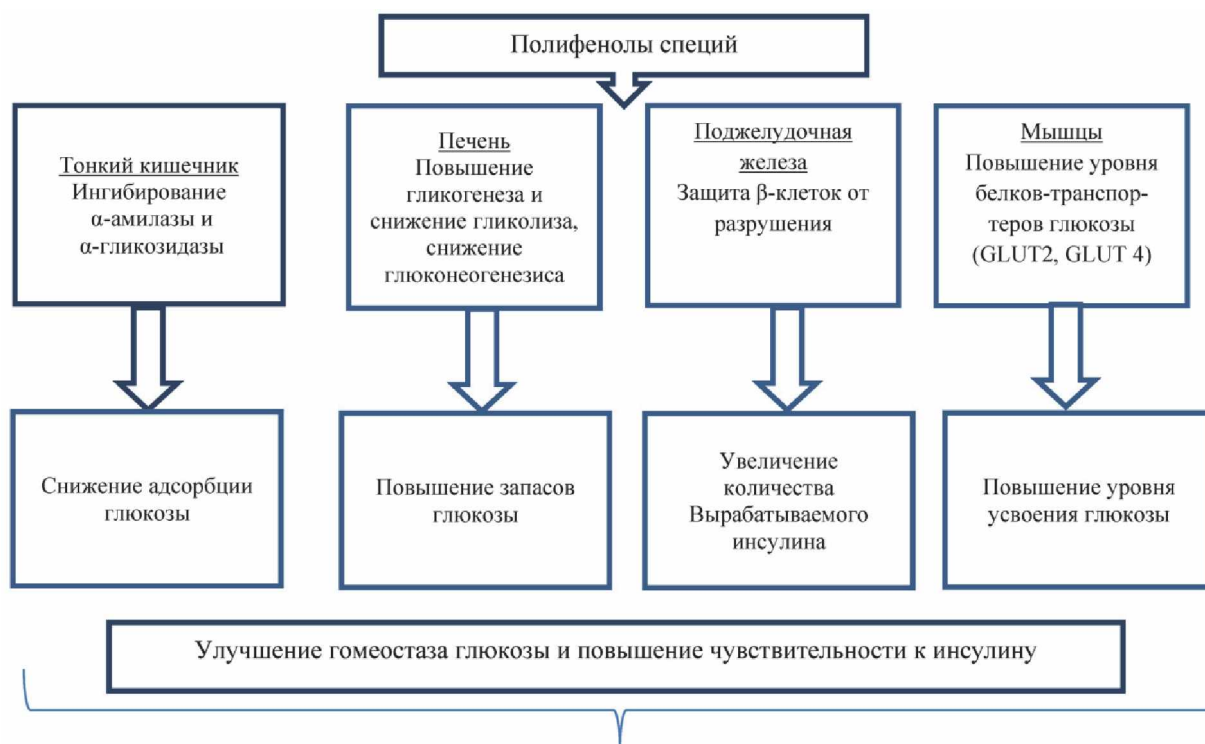 Полифенолы специй
Тонкий кишечник
Ингибирование
α-амилазы и
α-гликозидазы
Печень
Повышение
гликогенеза и
снижение гликолиза,
снижение
глюконеогенезиса
Поджелудочная
железа
Защита β-клеток от
разрушения
Мышцы
Повышение уровня
белков-транспор-
теров глюкозы
(GLUT2, GLUT 4)
Снижение адсорбции
глюкозы
Повышение запасов
глюкозы
Увеличение
количества
Вырабатываемого
инсулина
Повышение уровня
усвоения глюкозы
Улучшение гомеостаза глюкозы и повышение чувствительности к инсулину